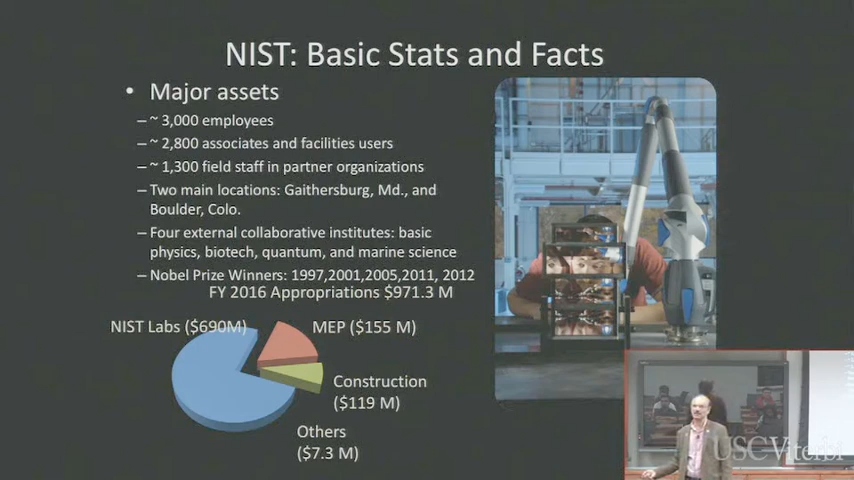 NIST: Basic Stats and Facts
• Major assets
– ~ 3,000 employees
– ~ 2,800 associates and facilities users
– ~ 1,300 field staff in partner organizations
– Two main locations: Gaithersburg, Md., and
Boulder, Colo.
– Four external collaborative institutes: basic
physics, biotech, quantum, and marine science
– Nobel Prize Winners: 1997,2001,2005,2011, 2012
FY 2016 Appropriations $971.3 M
NIST Labs ($690M)
MEP ($155 M)
Construction
($119 M)
Others
($7.3 M)
USC Viterbi